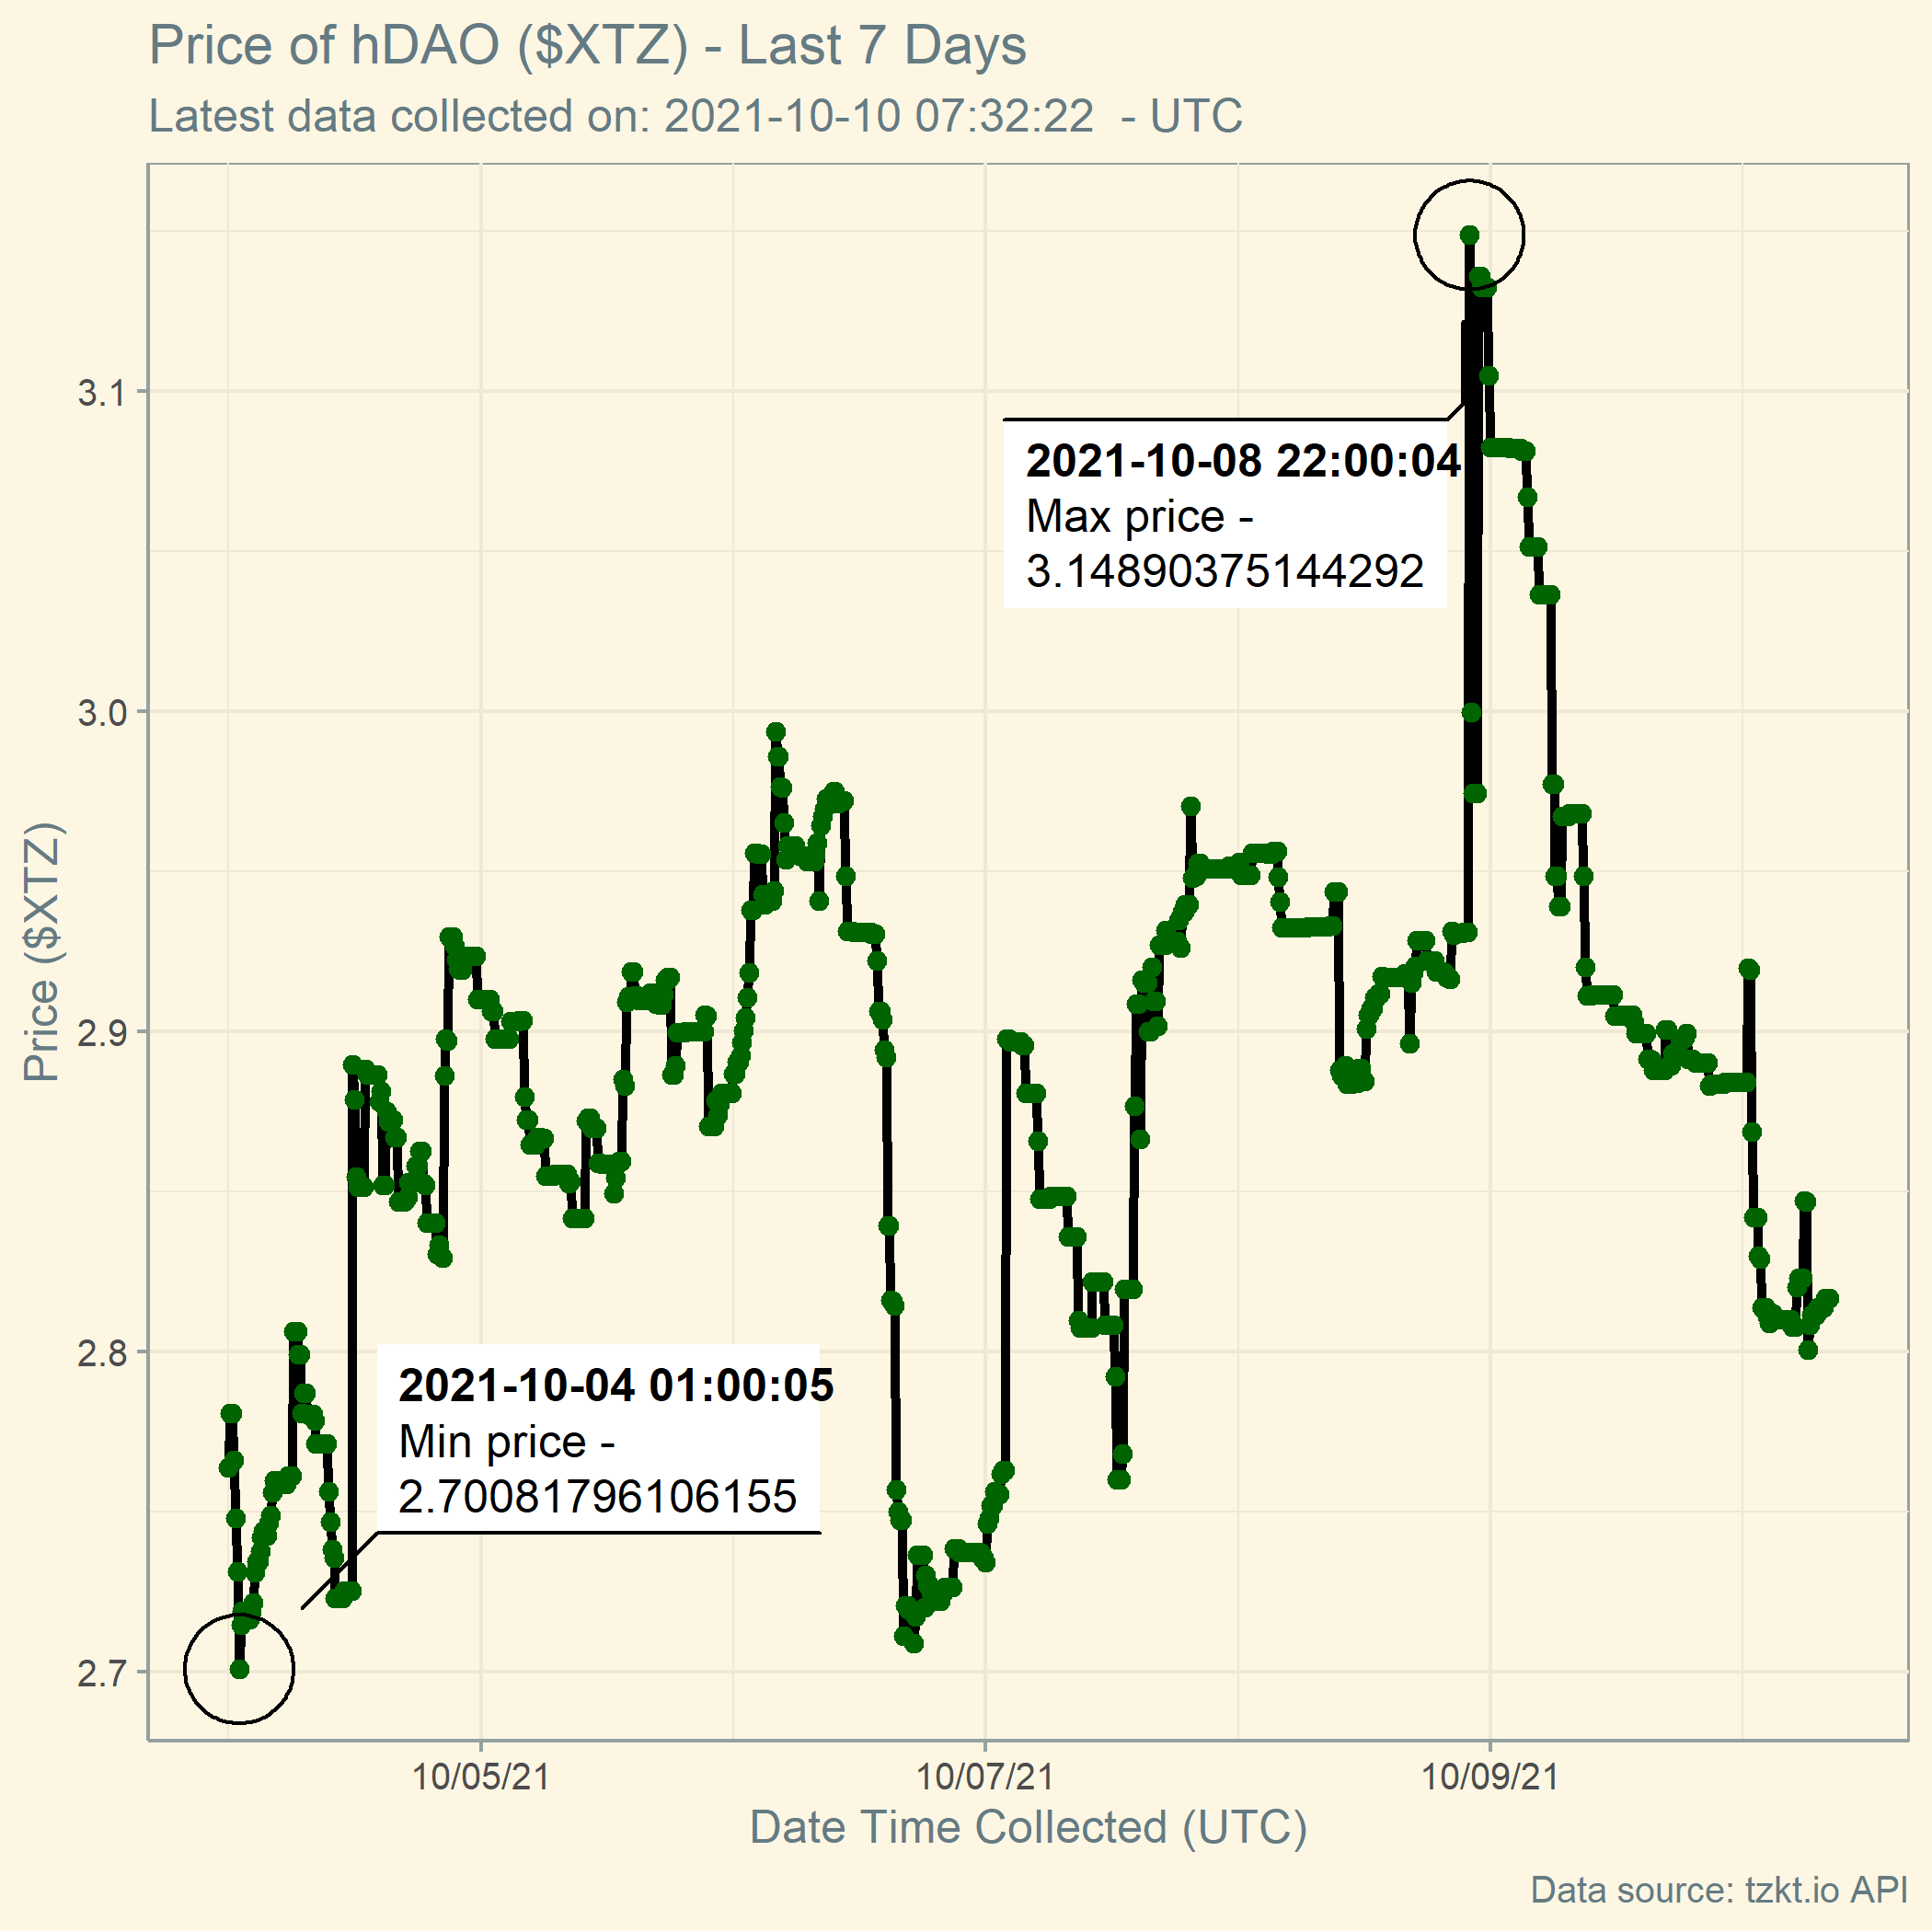 Price of hDAO ($XTZ) - Last 7 Days
Latest data collected on: 2021-10-10 07:32:22  - UTC
Price ($XTZ)
3.1
3.0
2.9
2.8
2.7
2021-10-08 22:00:04
Max price -
3.14890375144292
2021-10-04 01:00:05
Min price -
2.70081796106155
10/05/21
10/07/21
10/09/21
Date Time Collected (UTC)
Data source: tzkt.io API